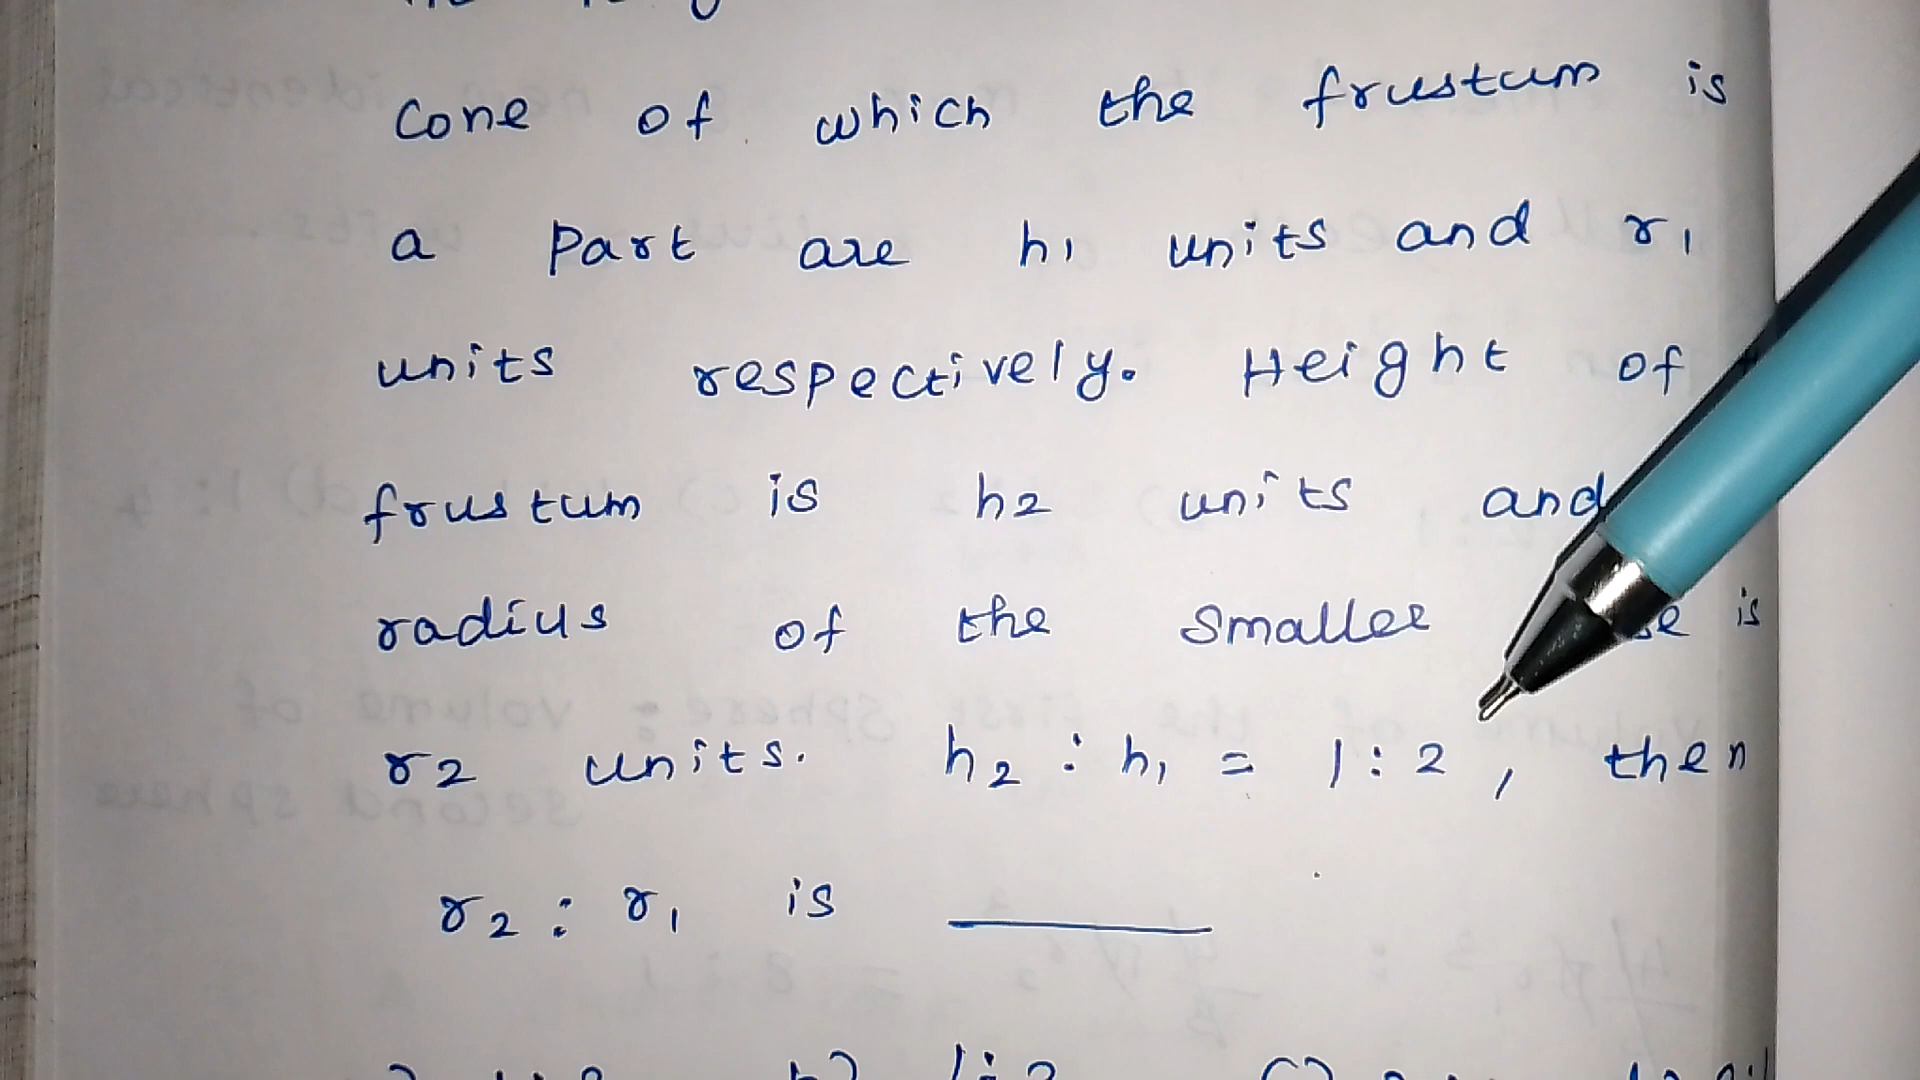 Cone of which the frustum is
a part are h1 units and r1
units respectively. Height of
frustum is h2 units and
radius of the smaller is
r2 units. h2 : h1 = 1 : 2, then
r2 : r1 is ______